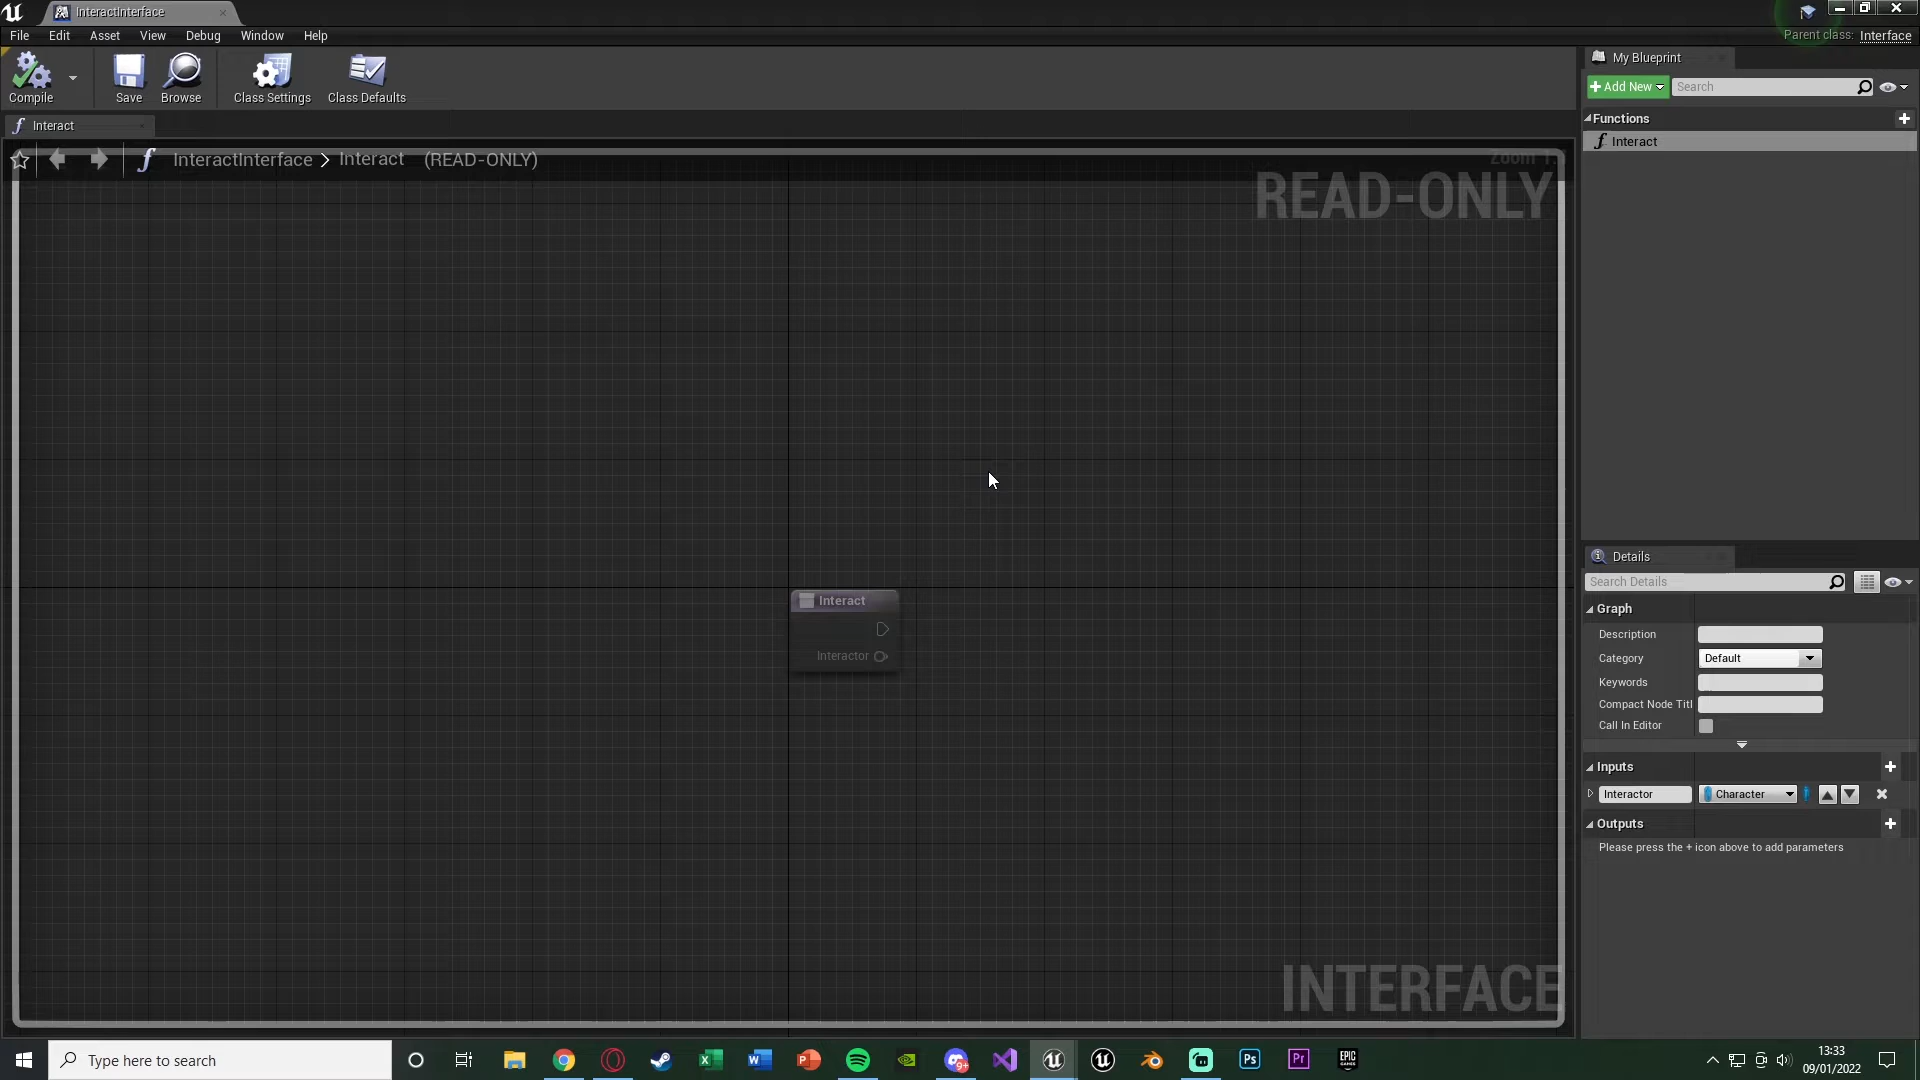 InteractInterface
File Edit Asset View Debug Window Help
Parent class: Interface
Compile Save Browse Class Settings Class Defaults
Interact
InteractInterface > Interact (READ-ONLY)
Zoom 1:1
READ-ONLY
Interact
Interactor
INTERFACE
My Blueprint
+ Add New Search
Functions
Interact
Details
Search Details
Graph
Description
Category Default
Keywords
Compact Node Titl
Call In Editor
Inputs
Interactor Character
Outputs
Please press the + icon above to add parameters
Type here to search
13:33
09/01/2022